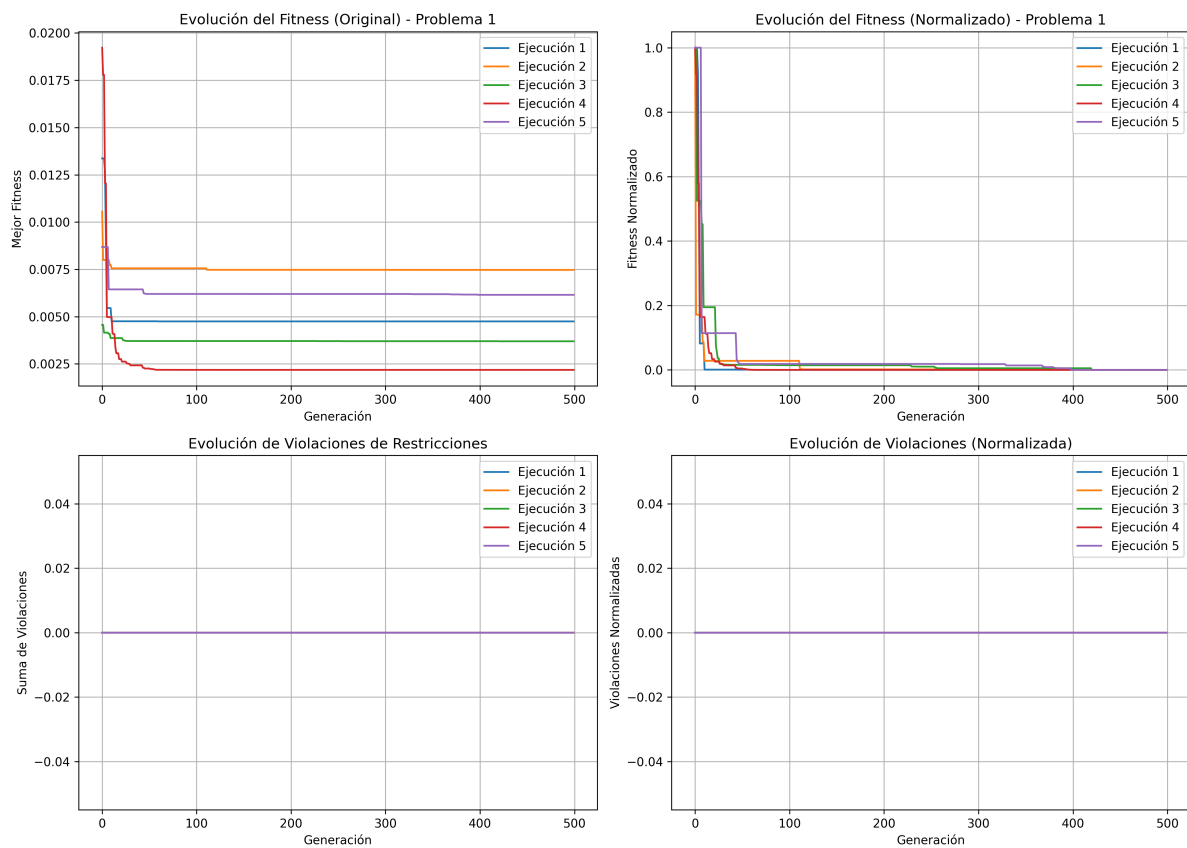 Evolución del Fitness (Original) - Problema 1
Mejor Fitness
0.0200
0.0175
0.0150
0.0125
0.0100
0.0075
0.0050
0.0025
0
100
200
300
400
500
Generación
Ejecución 1
Ejecución 2
Ejecución 3
Ejecución 4
Ejecución 5
Evolución del Fitness (Normalizado) - Problema 1
Fitness Normalizado
1.0
0.8
0.6
0.4
0.2
0.0
0
100
200
300
400
500
Generación
Ejecución 1
Ejecución 2
Ejecución 3
Ejecución 4
Ejecución 5
Evolución de Violaciones de Restricciones
Suma de Violaciones
0.04
0.02
0.00
−0.02
−0.04
0
100
200
300
400
500
Generación
Ejecución 1
Ejecución 2
Ejecución 3
Ejecución 4
Ejecución 5
Evolución de Violaciones (Normalizada)
Violaciones Normalizadas
0.04
0.02
0.00
−0.02
−0.04
0
100
200
300
400
500
Generación
Ejecución 1
Ejecución 2
Ejecución 3
Ejecución 4
Ejecución 5